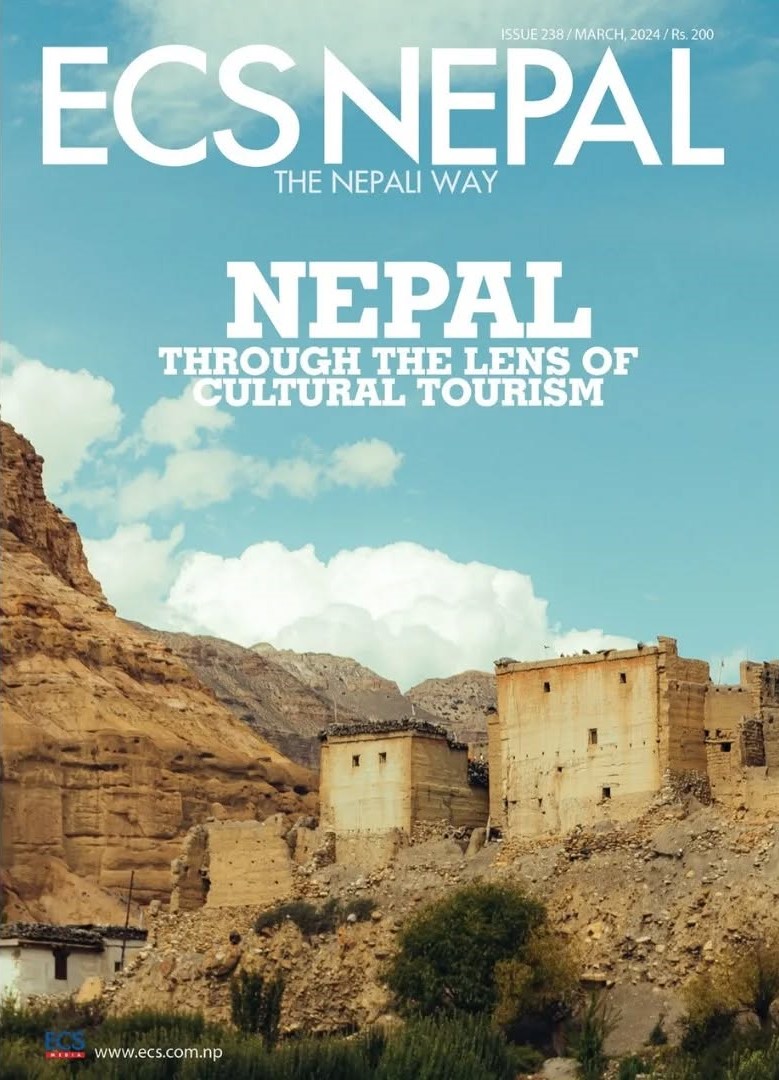 ISSUE 238 / MARCH, 2024 / Rs. 200
ECS NEPAL
THE NEPALI WAY
NEPAL
THROUGH THE LENS OF
CULTURAL TOURISM
ECS
MEDIA
www.ecs.com.np